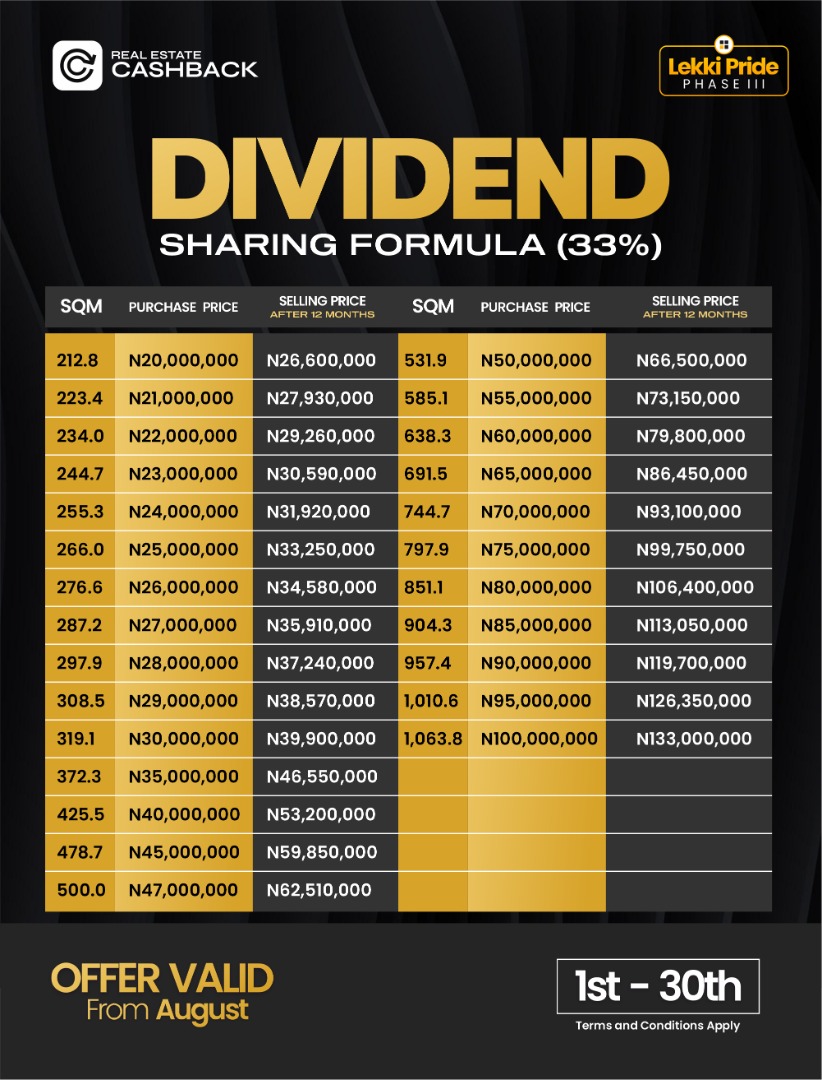 REAL ESTATE
CASHBACK
Lekki Pride
PHASE III
DIVIDEND
SHARING FORMULA (33%)
SQM PURCHASE PRICE SELLING PRICE AFTER 12 MONTHS SQM PURCHASE PRICE SELLING PRICE AFTER 12 MONTHS
212.8 N20,000,000 N26,600,000 531.9 N50,000,000 N66,500,000
223.4 N21,000,000 N27,930,000 585.1 N55,000,000 N73,150,000
234.0 N22,000,000 N29,260,000 638.3 N60,000,000 N79,800,000
244.7 N23,000,000 N30,590,000 691.5 N65,000,000 N86,450,000
255.3 N24,000,000 N31,920,000 744.7 N70,000,000 N93,100,000
266.0 N25,000,000 N33,250,000 797.9 N75,000,000 N99,750,000
276.6 N26,000,000 N34,580,000 851.1 N80,000,000 N106,400,000
287.2 N27,000,000 N35,910,000 904.3 N85,000,000 N113,050,000
297.9 N28,000,000 N37,240,000 957.4 N90,000,000 N119,700,000
308.5 N29,000,000 N38,570,000 1,010.6 N95,000,000 N126,350,000
319.1 N30,000,000 N39,900,000 1,063.8 N100,000,000 N133,000,000
372.3 N35,000,000 N46,550,000
425.5 N40,000,000 N53,200,000
478.7 N45,000,000 N59,850,000
500.0 N47,000,000 N62,510,000
OFFER VALID
From August
1st - 30th
Terms and Conditions Apply